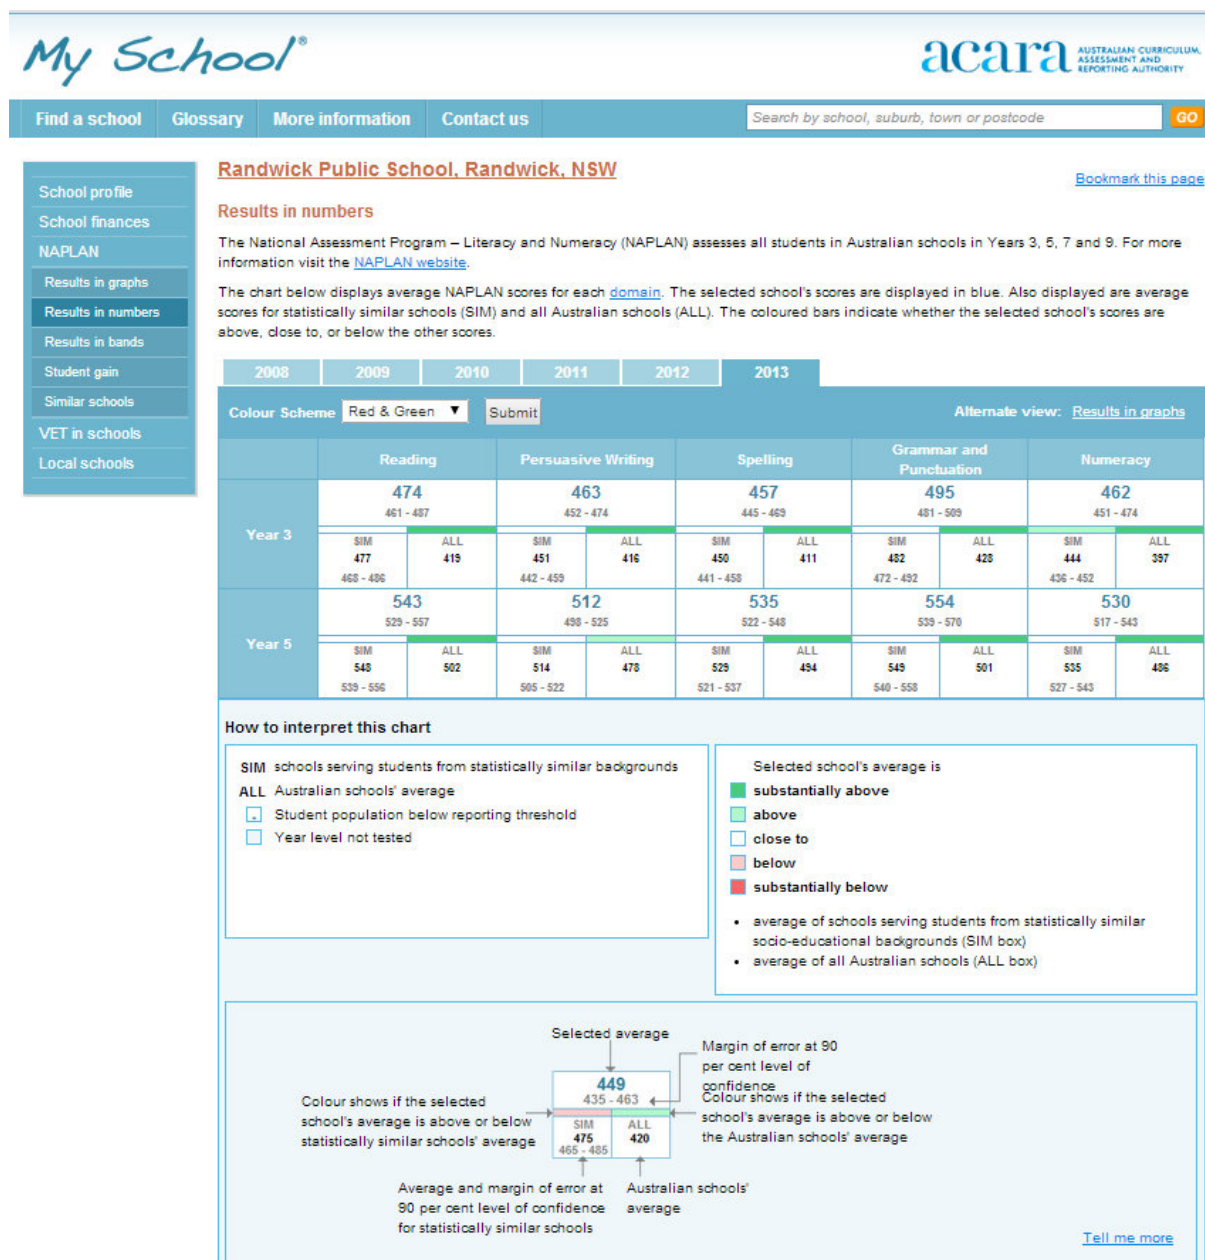 My School®
acara AUSTRALIAN CURRICULUM,
ASSESSMENT AND
REPORTING AUTHORITY
Find a school Glossary More information Contact us Search by school, suburb, town or postcode GO
School profile
School finances
NAPLAN
Results in graphs
Results in numbers
Results in bands
Student gain
Similar schools
VET in schools
Local schools
Randwick Public School, Randwick, NSW
Bookmark this page
Results in numbers
The National Assessment Program – Literacy and Numeracy (NAPLAN) assesses all students in Australian schools in Years 3, 5, 7 and 9. For more
information visit the NAPLAN website.
The chart below displays average NAPLAN scores for each domain. The selected school's scores are displayed in blue. Also displayed are average
scores for statistically similar schools (SIM) and all Australian schools (ALL). The coloured bars indicate whether the selected school's scores are
above, close to, or below the other scores.
2008 2009 2010 2011 2012 2013
Colour Scheme Red & Green ▼ Submit Alternate view: Results in graphs
Reading Persuasive Writing Spelling Grammar and
Punctuation Numeracy
Year 3
474 463 457 495 462
461 - 487 452 - 474 445 - 469 481 - 509 451 - 474
SIM ALL SIM ALL SIM ALL SIM ALL SIM ALL
477 419 451 416 450 411 482 428 444 397
468 - 486 442 - 459 441 - 458 472 - 492 436 - 452
Year 5
543 512 535 554 530
529 - 557 498 - 525 522 - 548 539 - 570 517 - 543
SIM ALL SIM ALL SIM ALL SIM ALL SIM ALL
548 502 514 478 529 494 549 501 535 486
539 - 556 505 - 522 521 - 537 540 - 558 527 - 543
How to interpret this chart
SIM schools serving students from statistically similar backgrounds
ALL Australian schools' average
Student population below reporting threshold
Year level not tested
Selected school's average is
substantially above
above
close to
below
substantially below
• average of schools serving students from statistically similar
socio-educational backgrounds (SIM box)
• average of all Australian schools (ALL box)
Selected average
Margin of error at 90
per cent level of
confidence
449
435 - 463
Colour shows if the selected
school's average is above or below
statistically similar schools' average
Colour shows if the selected
school's average is above or below
the Australian schools' average
SIM ALL
475 420
465 - 485
Average and margin of error at
90 per cent level of confidence
for statistically similar schools
Australian schools'
average
Tell me more